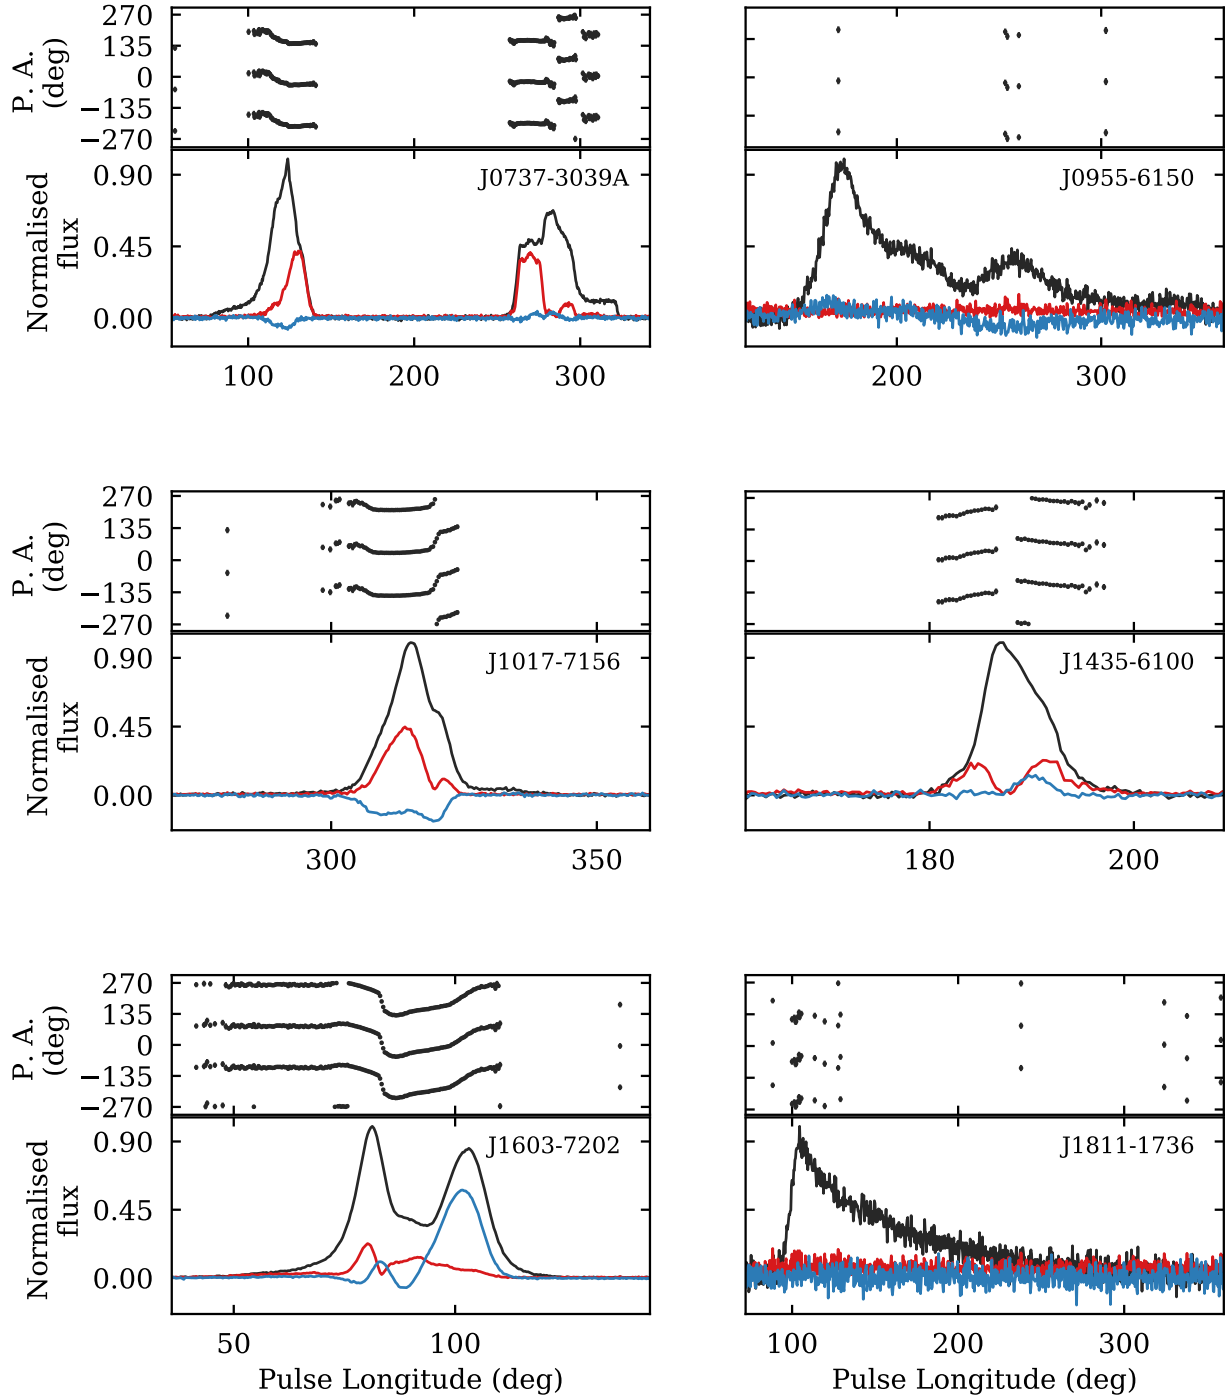 P. A.
(deg)
270
135
0
−135
−270
Normalised
flux
0.90
0.45
0.00
J0737-3039A
100
200
300
J0955-6150
200
300
P. A.
(deg)
270
135
0
−135
−270
Normalised
flux
0.90
0.45
0.00
J1017-7156
300
350
J1435-6100
180
200
P. A.
(deg)
270
135
0
−135
−270
Normalised
flux
0.90
0.45
0.00
J1603-7202
50
100
Pulse Longitude (deg)
J1811-1736
100
200
300
Pulse Longitude (deg)